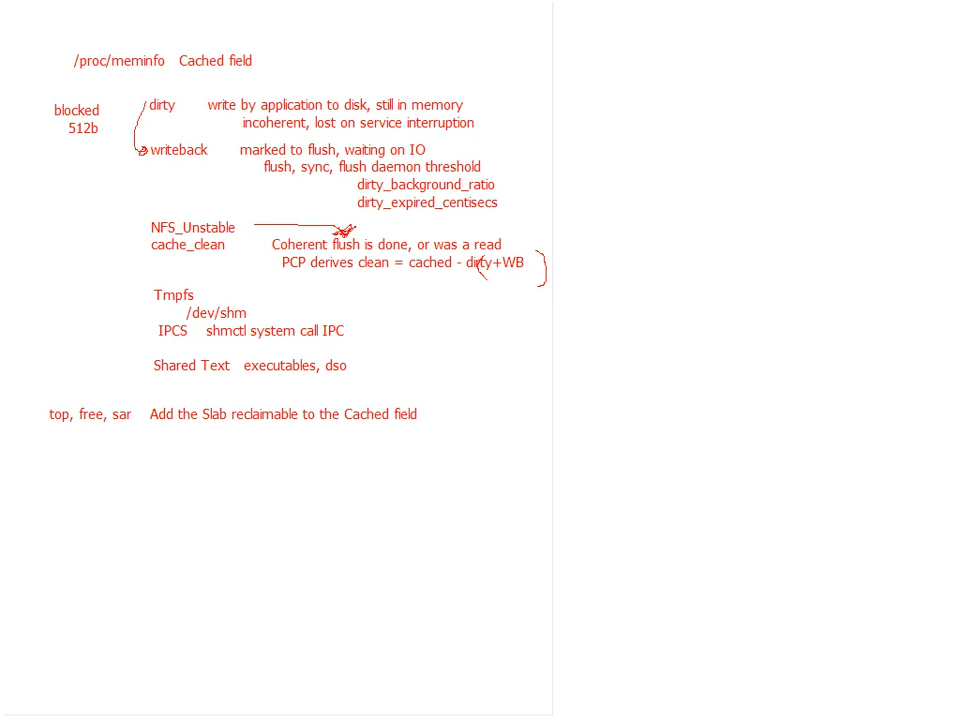 /proc/meminfo Cached field
blocked
512b
dirty write by application to disk, still in memory
incoherent, lost on service interruption
writeback marked to flush, waiting on IO
flush, sync, flush daemon threshold
dirty_background_ratio
dirty_expired_centisecs
NFS_Unstable
cache_clean Coherent flush is done, or was a read
PCP derives clean = cached - dirty+WB
Tmpfs
/dev/shm
IPCS shmctl system call IPC
Shared Text executables, dso
top, free, sar Add the Slab reclaimable to the Cached field